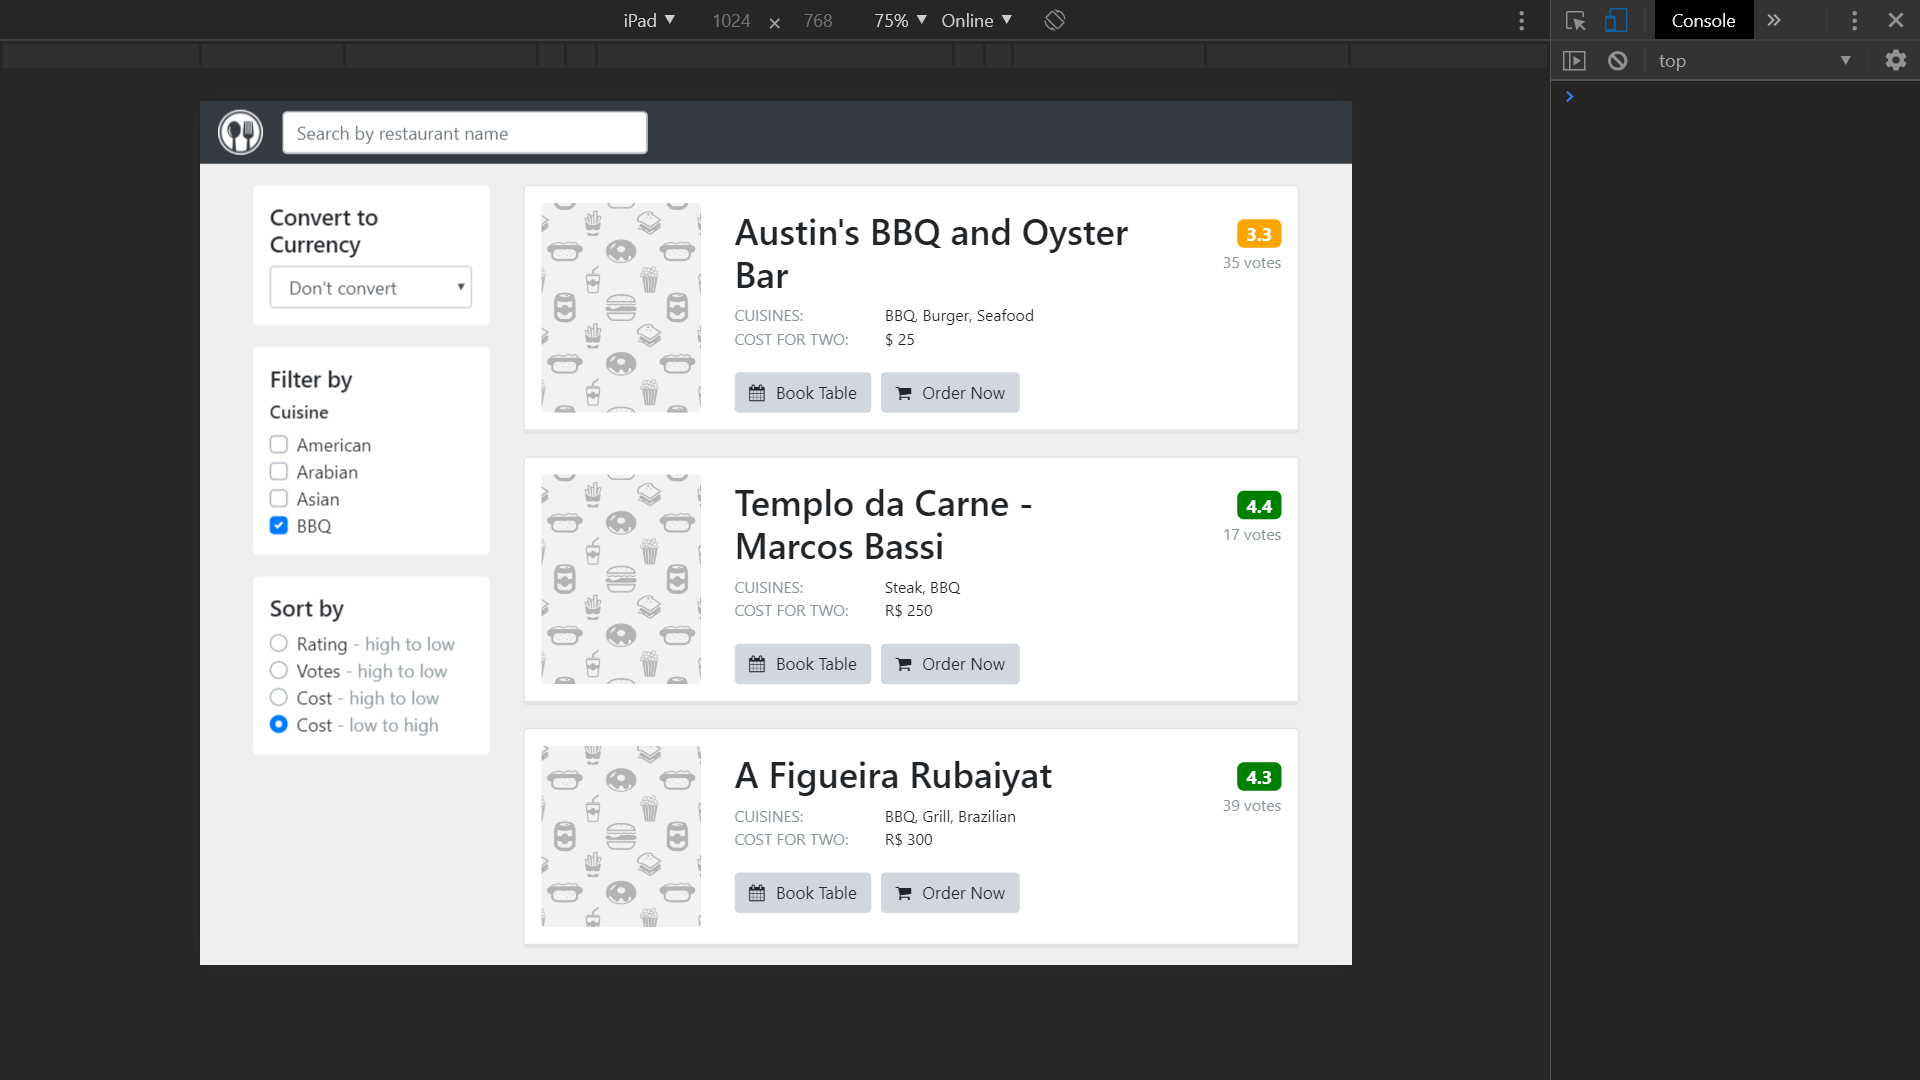 iPad ▼ 1024 × 768 75% ▼ Online ▼
Console »
top ▼
Search by restaurant name
Convert to
Currency
Don't convert
Filter by
Cuisine
American
Arabian
Asian
BBQ
Sort by
Rating - high to low
Votes - high to low
Cost - high to low
Cost - low to high
Austin's BBQ and Oyster
Bar
3.3
35 votes
CUISINES: BBQ, Burger, Seafood
COST FOR TWO: $ 25
Book Table Order Now
Templo da Carne -
Marcos Bassi
4.4
17 votes
CUISINES: Steak, BBQ
COST FOR TWO: R$ 250
Book Table Order Now
A Figueira Rubaiyat
4.3
39 votes
CUISINES: BBQ, Grill, Brazilian
COST FOR TWO: R$ 300
Book Table Order Now